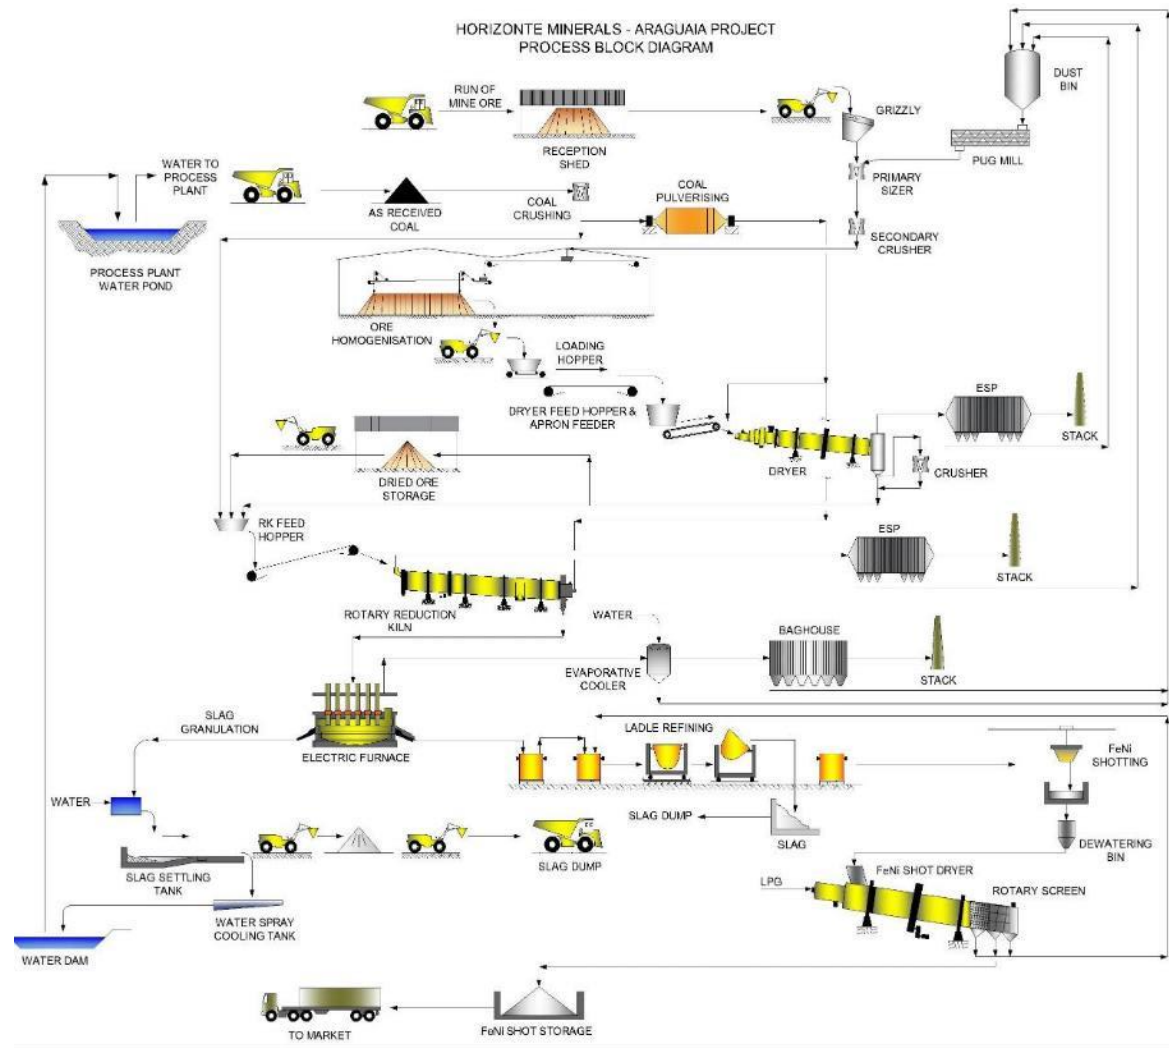 HORIZONTE MINERALS - ARAGUAIA PROJECT
PROCESS BLOCK DIAGRAM
RUN OF
MINE ORE
RECEPTION
SHED
GRIZZLY
DUST
BIN
PUG MILL
PRIMARY
SIZER
WATER TO
PROCESS
PLANT
AS RECEIVED
COAL
COAL
CRUSHING
COAL
PULVERISING
SECONDARY
CRUSHER
PROCESS PLANT
WATER POND
ORE
HOMOGENISATION
LOADING
HOPPER
DRYER FEED HOPPER &
APRON FEEDER
DRYER
ESP
STACK
CRUSHER
DRIED ORE
STORAGE
RK FEED
HOPPER
ESP
STACK
ROTARY REDUCTION
KILN
WATER
EVAPORATIVE
COOLER
BAGHOUSE
STACK
SLAG
GRANULATION
ELECTRIC FURNACE
LADLE REFINING
FeNi
SHOTTING
WATER
SLAG DUMP
SLAG
DEWATERING
BIN
SLAG SETTLING
TANK
SLAG DUMP
FeNi SHOT DRYER
LPG
ROTARY SCREEN
WATER SPRAY
COOLING TANK
WATER DAM
TO MARKET
FeNi SHOT STORAGE